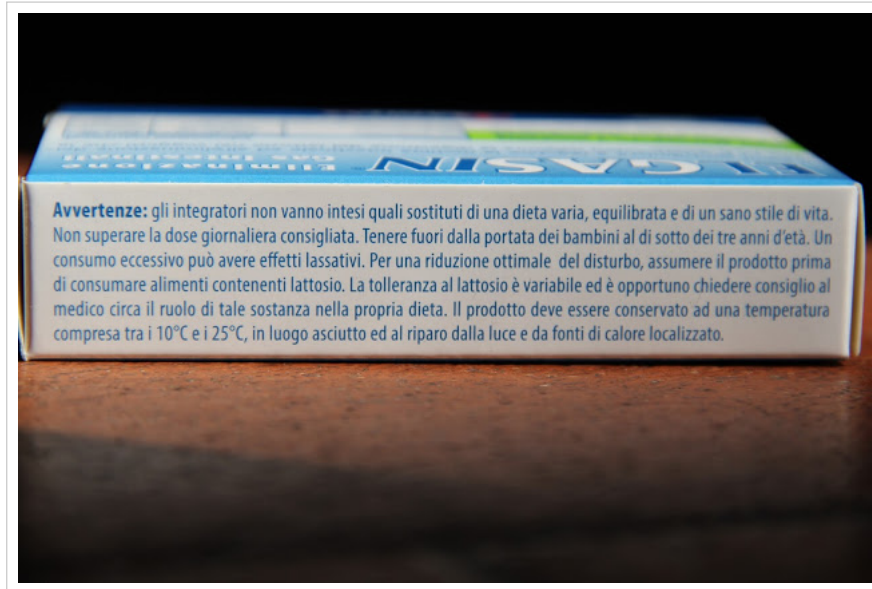 Eliminazione
Gas Intestinali
GASIN
Avvertenze: gli integratori non vanno intesi quali sostituti di una dieta varia, equilibrata e di un sano stile di vita.
Non superare la dose giornaliera consigliata. Tenere fuori dalla portata dei bambini al di sotto dei tre anni d'età. Un
consumo eccessivo può avere effetti lassativi. Per una riduzione ottimale del disturbo, assumere il prodotto prima
di consumare alimenti contenenti lattosio. La tolleranza al lattosio è variabile ed è opportuno chiedere consiglio al
medico circa il ruolo di tale sostanza nella propria dieta. Il prodotto deve essere conservato ad una temperatura
compresa tra i 10°C e i 25°C, in luogo asciutto ed al riparo dalla luce e da fonti di calore localizzato.